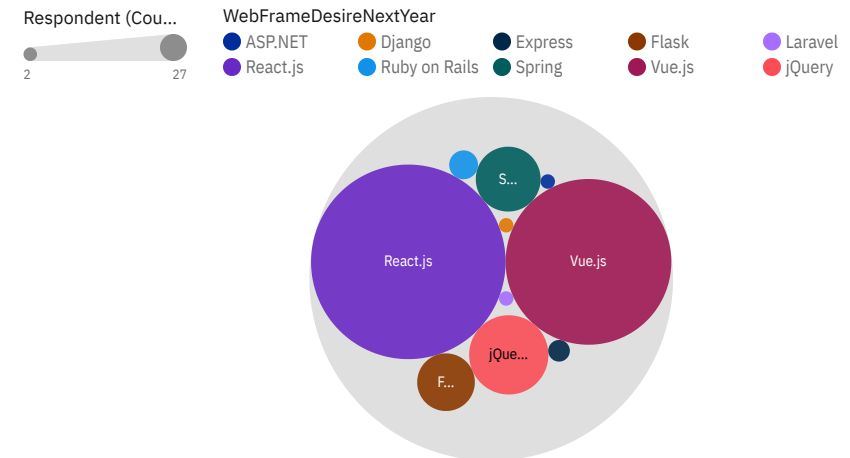 Respondent (Cou...
2 27
WebFrameDesireNextYear
ASP.NET Django Express Flask Laravel
React.js Ruby on Rails Spring Vue.js jQuery
S...
React.js Vue.js
jQue...
F...